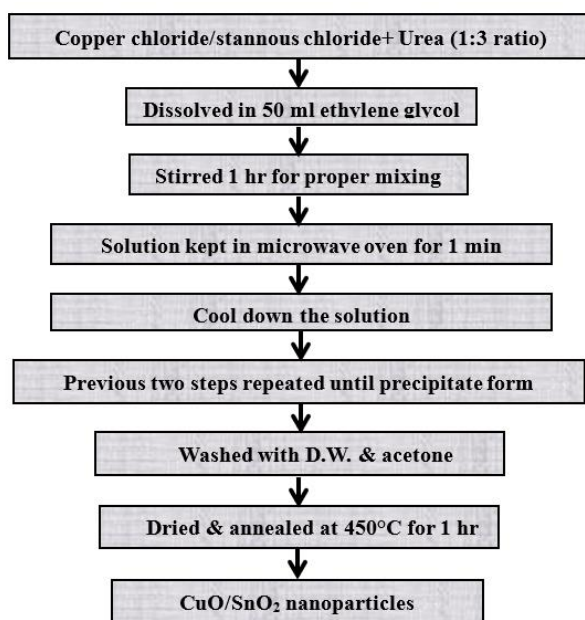 Copper chloride/stannous chloride+ Urea (1:3 ratio)
Dissolved in 50 ml ethylene glycol
Stirred 1 hr for proper mixing
Solution kept in microwave oven for 1 min
Cool down the solution
Previous two steps repeated until precipitate form
Washed with D.W. & acetone
Dried & annealed at 450°C for 1 hr
CuO/SnO₂ nanoparticles